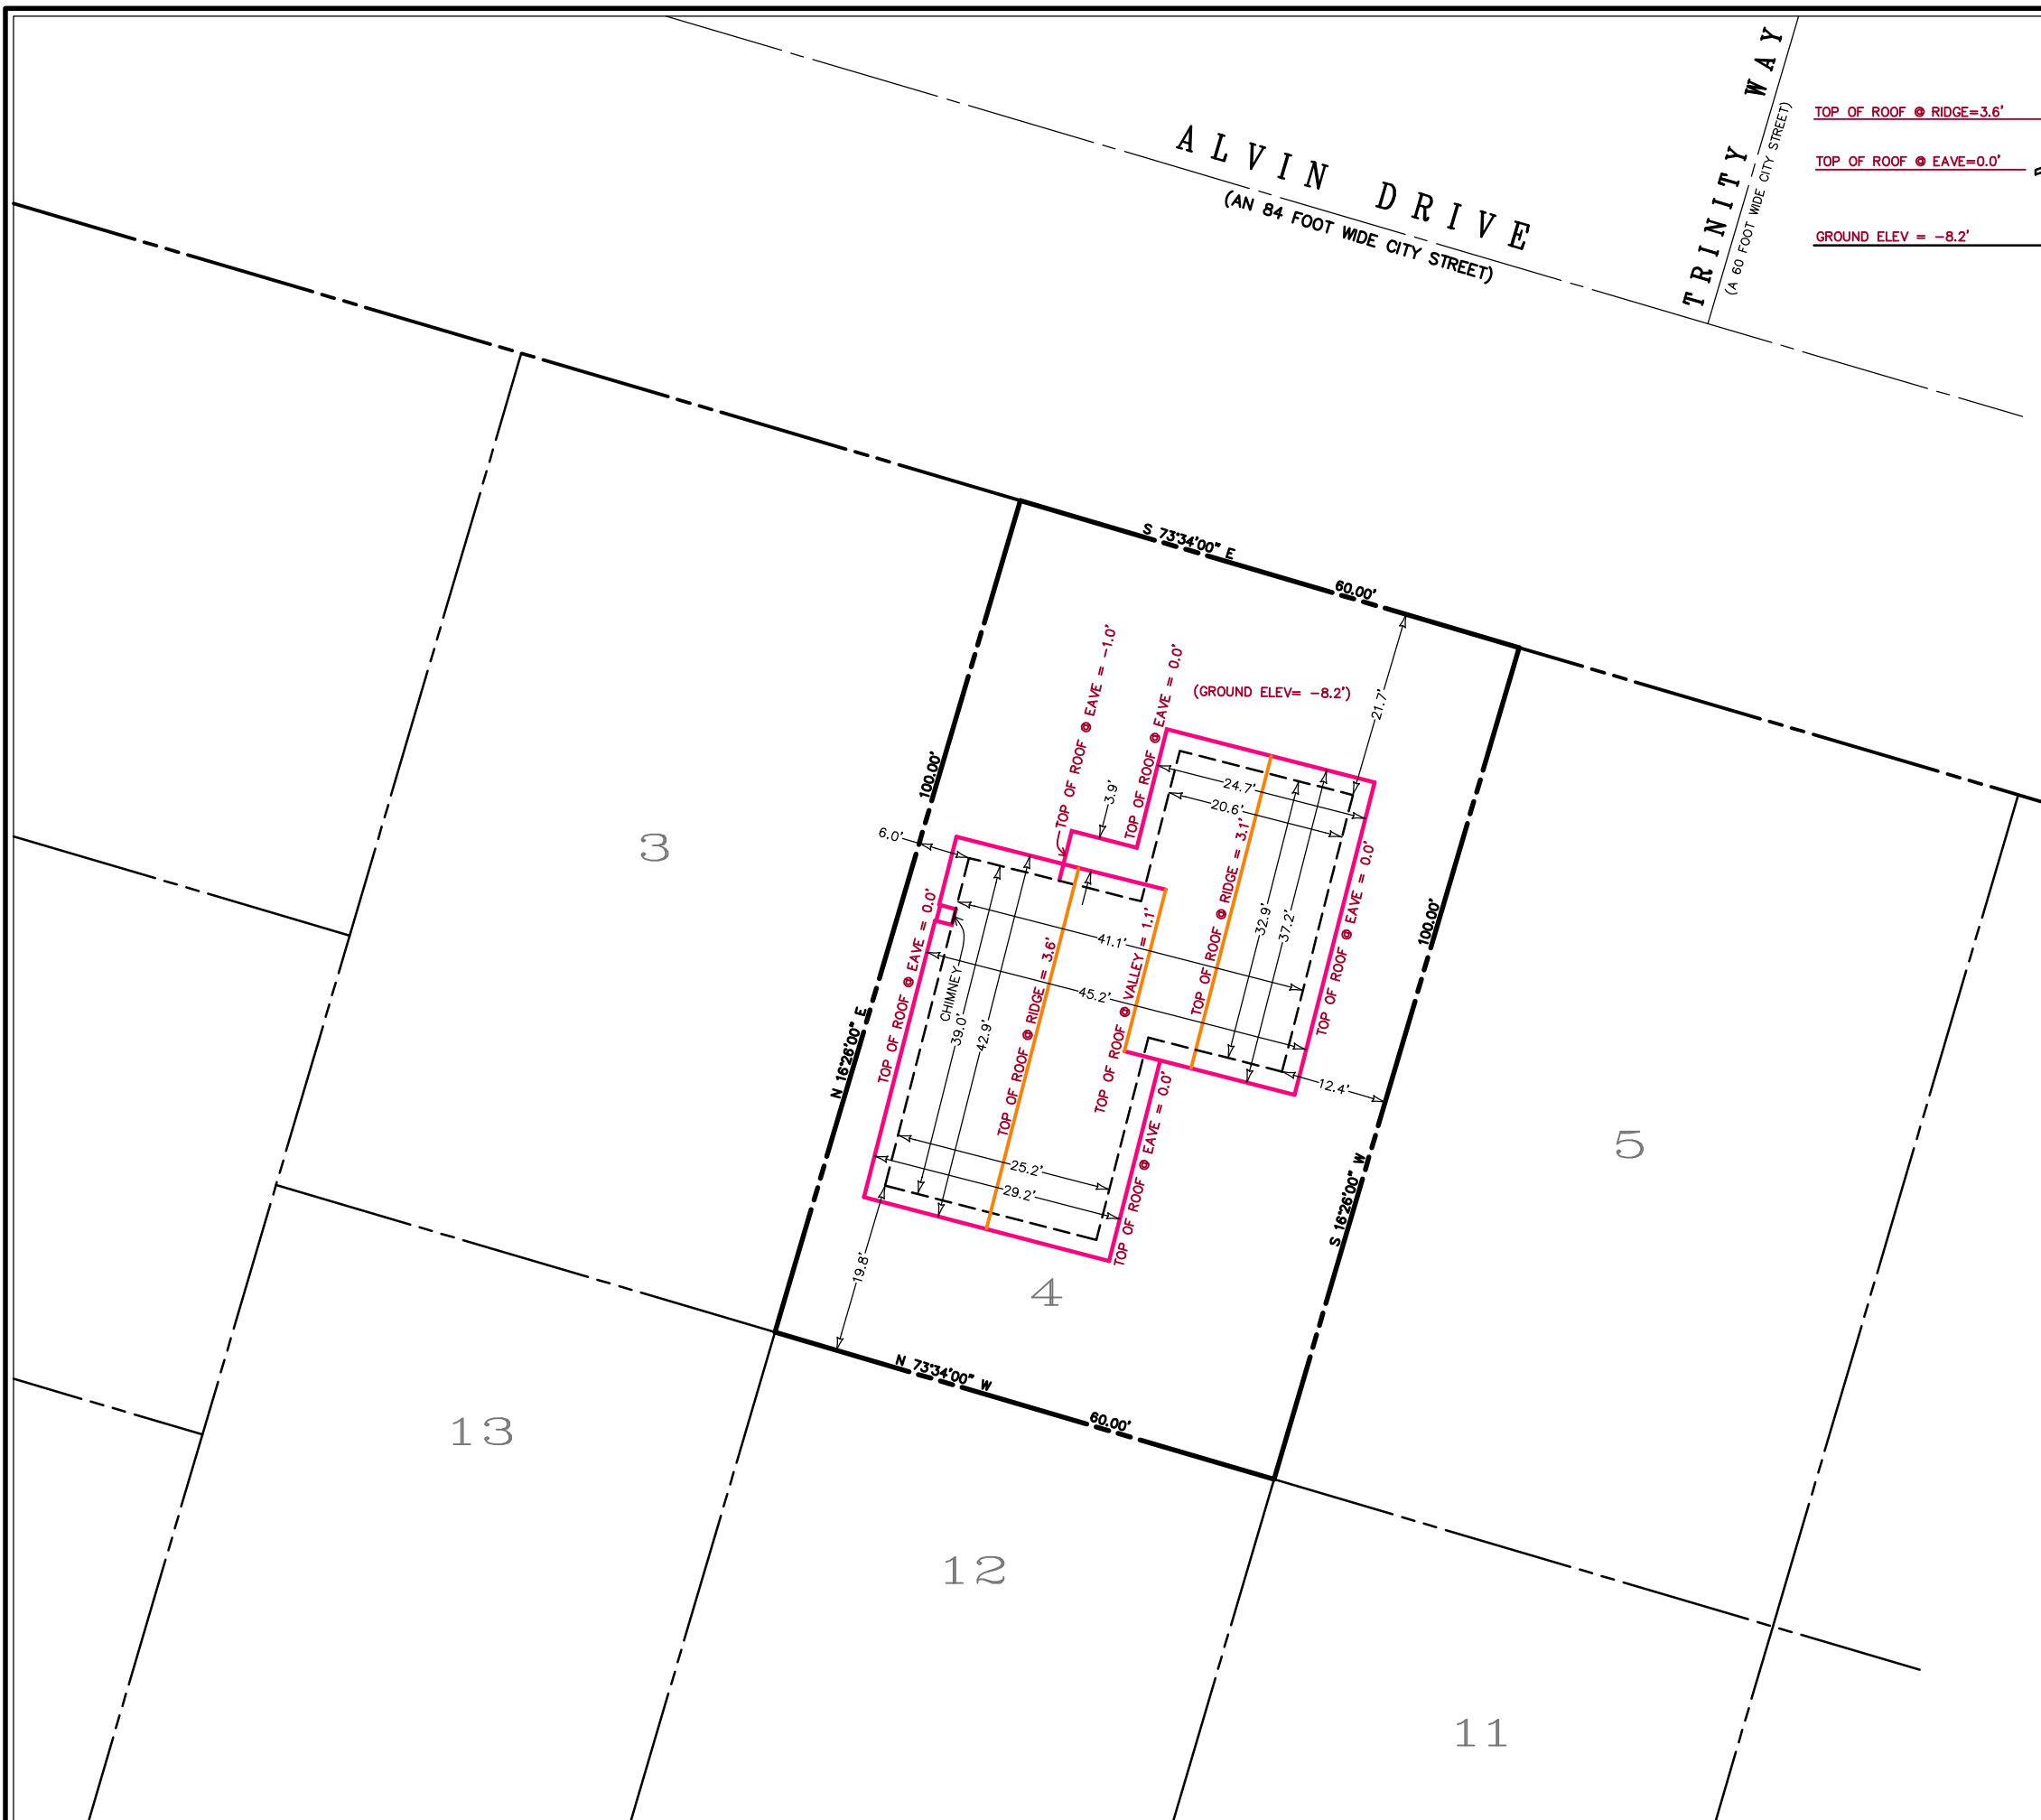 ALVIN DRIVE
(AN 84 FOOT WIDE CITY STREET)
TRINITY WAY
(A 60 FOOT WIDE CITY STREET)
TOP OF ROOF @ RIDGE=3.6'
TOP OF ROOF @ EAVE=0.0'
GROUND ELEV = -8.2'
S 73°34'00" E
60.00'
TOP OF ROOF @ EAVE = -1.0'
TOP OF ROOF @ EAVE = 0.0'
(GROUND ELEV= -8.2')
21.7'
100.00'
3.9'
24.7'
20.6'
6.0'
3
TOP OF ROOF @ EAVE = 0.0'
CHIMNEY
39.0'
42.9'
TOP OF ROOF @ RIDGE = 3.6'
41.1'
45.2'
TOP OF ROOF @ VALLEY = 1.1'
TOP OF ROOF @ RIDGE = 3.1'
32.9'
37.2'
TOP OF ROOF @ EAVE = 0.0'
100.00'
N 16°26'00" E
12.4'
5
25.2'
29.2'
TOP OF ROOF @ EAVE = 0.0'
S 16°26'00" W
19.8'
4
N 73°34'00" W
60.00'
13
12
11